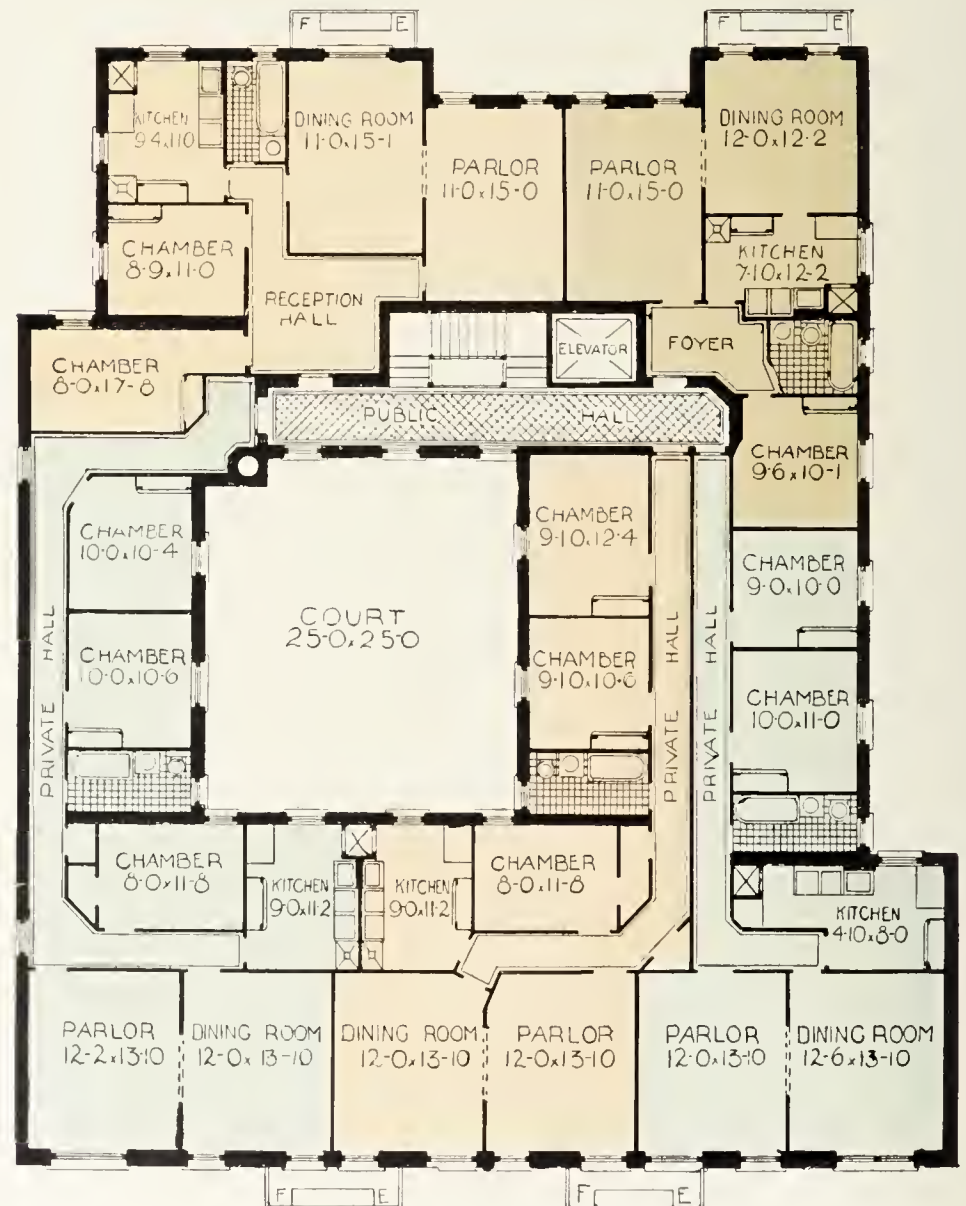 F E
F E
KITCHEN
9-4x11-0
DINING ROOM
11-0x15-1
PARLOR
11-0x15-0
PARLOR
11-0x15-0
DINING ROOM
12-0x12-2
KITCHEN
7-10x12-2
CHAMBER
8-9x11-0
RECEPTION
HALL
ELEVATOR
FOYER
CHAMBER
8-0x17-8
PUBLIC HALL
CHAMBER
9-6x10-1
CHAMBER
10-0x10-4
CHAMBER
9-10x12-4
CHAMBER
9-0x10-0
COURT
25-0x25-0
CHAMBER
10-0x10-6
CHAMBER
9-10x10-6
CHAMBER
10-0x11-0
PRIVATE HALL
PRIVATE HALL
PRIVATE HALL
CHAMBER
8-0x11-8
KITCHEN
9-0x11-2
KITCHEN
9-0x11-2
CHAMBER
8-0x11-8
KITCHEN
4-10x8-0
PARLOR
12-2x13-10
DINING ROOM
12-0x13-10
DINING ROOM
12-0x13-10
PARLOR
12-0x13-10
PARLOR
12-0x13-10
DINING ROOM
12-6x13-10
F E
F E